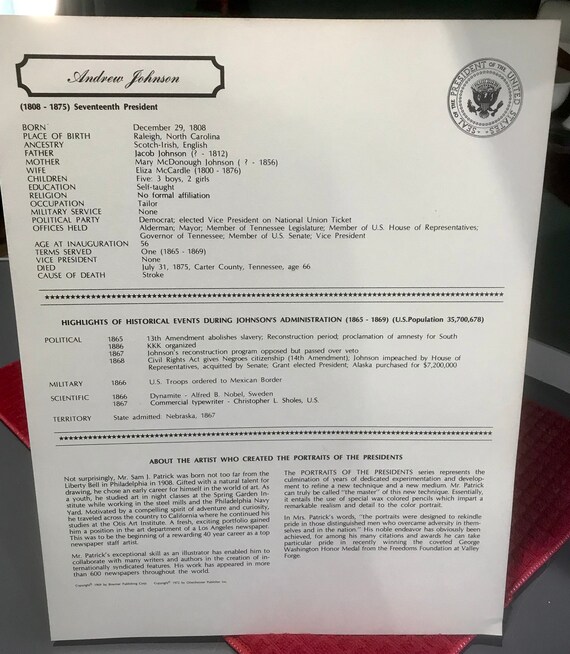 Andrew Johnson
SEAL OF THE PRESIDENT OF THE UNITED STATES
(1808 - 1875) Seventeenth President
BORN December 29, 1808
PLACE OF BIRTH Raleigh, North Carolina
ANCESTRY Scotch-Irish, English
FATHER Jacob Johnson (? - 1812)
MOTHER Mary McDonough Johnson ( ? - 1856)
WIFE Eliza McCardle (1800 - 1876)
CHILDREN Five: 3 boys, 2 girls
EDUCATION Self-taught
RELIGION No formal affiliation
OCCUPATION Tailor
MILITARY SERVICE None
POLITICAL PARTY Democrat; elected Vice President on National Union Ticket
OFFICES HELD Alderman; Mayor; Member of Tennessee Legislature; Member of U.S. House of Representatives;
Governor of Tennessee; Member of U.S. Senate; Vice President
AGE AT INAUGURATION 56
TERMS SERVED One (1865 - 1869)
VICE PRESIDENT None
DIED July 31, 1875, Carter County, Tennessee, age 66
CAUSE OF DEATH Stroke
HIGHLIGHTS OF HISTORICAL EVENTS DURING JOHNSON'S ADMINISTRATION (1865 - 1869) (U.S.Population 35,700,678)
POLITICAL 1865 13th Amendment abolishes slavery; Reconstruction period; proclamation of amnesty for South
1886 KKK organized
1867 Johnson's reconstruction program opposed but passed over veto
1868 Civil Rights Act gives Negroes citizenship (14th Amendment); Johnson impeached by House of
Representatives, acquitted by Senate; Grant elected President; Alaska purchased for $7,200,000
MILITARY 1866 U.S. Troops ordered to Mexican Border
SCIENTIFIC 1866 Dynamite - Alfred B. Nobel, Sweden
1867 Commercial typewriter - Christopher L. Sholes, U.S.
TERRITORY State admitted: Nebraska, 1867
ABOUT THE ARTIST WHO CREATED THE PORTRAITS OF THE PRESIDENTS
Not surprisingly, Mr. Sam J. Patrick was born not too far from the
Liberty Bell in Philadelphia in 1908. Gifted with a natural talent for
drawing, he chose an early career for himself in the world of art. As
a youth, he studied art in night classes at the Spring Garden In-
stitute while working in the steel mills and the Philadelphia Navy
Yard. Motivated by a compelling spirit of adventure and curiosity,
he traveled across the country to California where he continued his
studies at the Otis Art Institute. A fresh, exciting portfolio gained
him a position in the art department of a Los Angeles newspaper.
This was to be the beginning of a rewarding 40 year career as a top
newspaper staff artist.
Mr. Patrick's exceptional skill as an illustrator has enabled him to
collaborate with many writers and authors in the creation of in-
ternationally syndicated features. His work has appeared in more
than 600 newspapers throughout the world.
The PORTRAITS OF THE PRESIDENTS series represents the
culmination of years of dedicated experimentation and develop-
ment to refine a new technique and a new medium. Mr. Patrick
can truly be called "the master" of this new technique. Essentially,
it entails the use of special wax colored pencils which impart a
remarkable realism and detail to the color portrait.
In Mrs. Patrick's words, "the portraits were designed to rekindle
pride in those distinguished men who overcame adversity in them-
selves and in the nation." His noble endeavor has obviously been
achieved, for among his many citations and awards he can take
particular pride in recently winning the coveted George
Washington Honor Medal from the Freedoms Foundation at Valley
Forge.